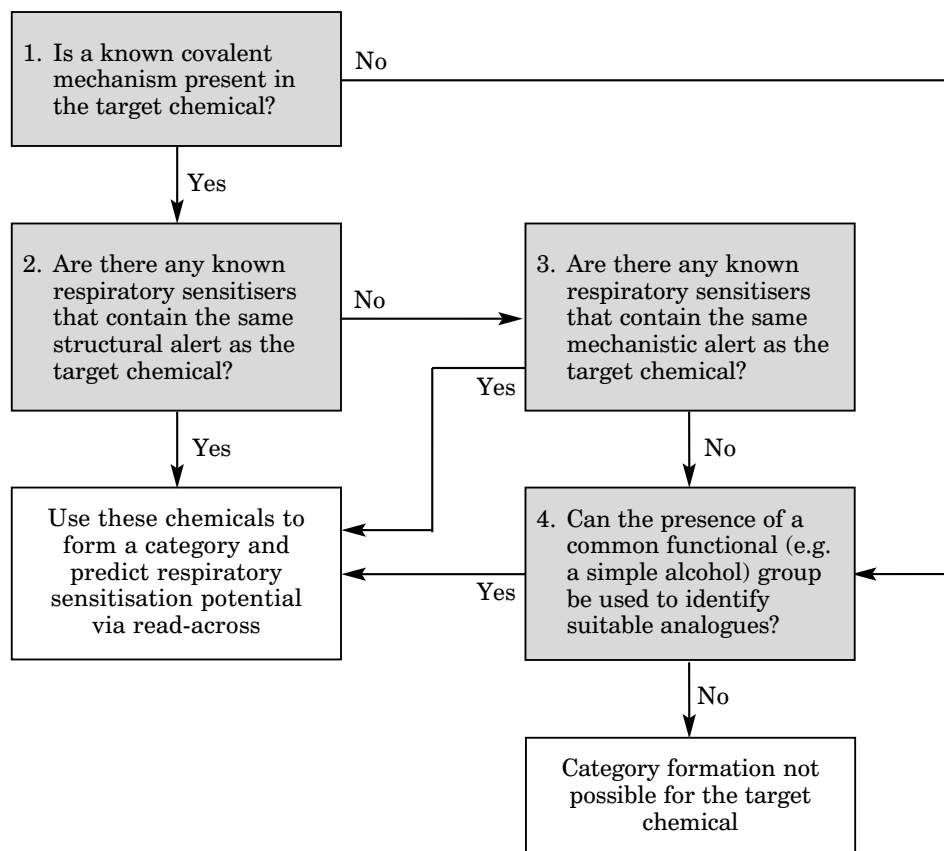 1. Is a known covalent
mechanism present in
the target chemical?
No
Yes
2. Are there any known
respiratory sensitisers
that contain the same
structural alert as the
target chemical?
No
3. Are there any known
respiratory sensitisers
that contain the same
mechanistic alert as the
target chemical?
Yes
Yes
No
Use these chemicals to
form a category and
predict respiratory
sensitisation potential
via read-across
Yes
4. Can the presence of a
common functional (e.g.
a simple alcohol) group
be used to identify
suitable analogues?
No
Category formation not
possible for the target
chemical